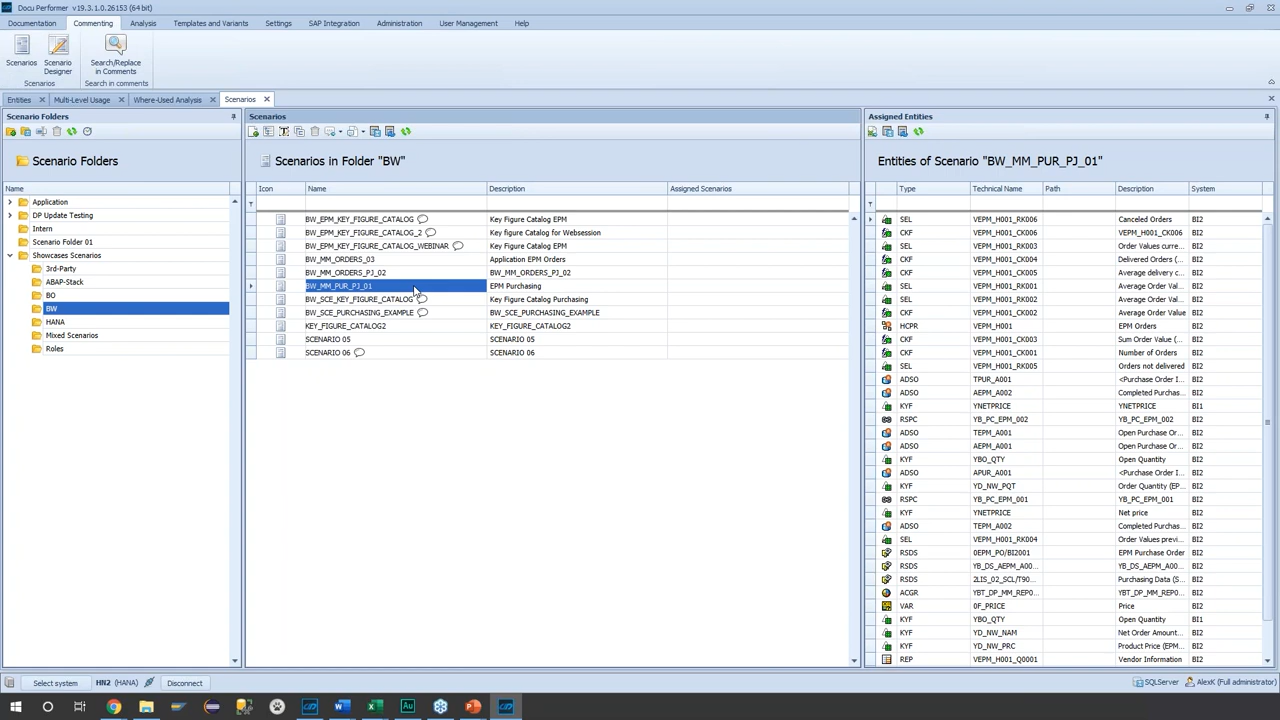 Docu Performer v19.3.1.0.26153 (64 bit)
Documentation Commenting Analysis Templates and Variants Settings SAP Integration Administration User Management Help
Scenarios Scenario Designer Search/Replace in Comments
Scenarios Search in comments
Entities Multi-Level Usage Where-Used Analysis Scenarios
Scenario Folders
Scenario Folders
Name
Application
DP Update Testing
Intern
Scenario Folder 01
Showcases Scenarios
3rd-Party
ABAP-Stack
BO
BW
HANA
Mixed Scenarios
Roles
Scenarios
Scenarios in Folder "BW"
Icon Name Description Assigned Scenarios
BW_EPM_KEY_FIGURE_CATALOG Key Figure Catalog EPM
BW_EPM_KEY_FIGURE_CATALOG_2 Key figure Catalog for Websession
BW_EPM_KEY_FIGURE_CATALOG_WEBINAR Key Figure Catalog EPM
BW_MM_ORDERS_03 Application EPM Orders
BW_MM_ORDERS_PJ_02 BW_MM_ORDERS_PJ_02
BW_MM_PUR_PJ_01 EPM Purchasing
BW_SCE_KEY_FIGURE_CATALOG Key Figure Catalog Purchasing
BW_SCE_PURCHASING_EXAMPLE BW_SCE_PURCHASING_EXAMPLE
KEY_FIGURE_CATALOG2 KEY_FIGURE_CATALOG2
SCENARIO 05 SCENARIO 05
SCENARIO 06 SCENARIO 06
Assigned Entities
Entities of Scenario "BW_MM_PUR_PJ_01"
Type Technical Name Path Description System
SEL VEPM_H001_RK006 Canceled Orders BI2
CKF VEPM_H001_CK006 VEPM_H001_CK006 BI2
SEL VEPM_H001_RK003 Order Values curre... BI2
CKF VEPM_H001_CK004 Delivered Orders (... BI2
CKF VEPM_H001_CK005 Average delivery c... BI2
SEL VEPM_H001_RK001 Order Values (Basi... BI2
SEL VEPM_H001_RK002 Average Order Val... BI2
CKF VEPM_H001_CK002 Average Order Val... BI2
HCPR VEPM_H001 EPM Orders BI2
CKF VEPM_H001_CK003 Sum Order Value (... BI2
CKF VEPM_H001_CK001 Number of Orders BI2
SEL VEPM_H001_RK005 Orders not delivered BI2
ADSO TPUR_A001 <Purchase Order I... BI2
ADSO AEPM_A002 Completed Purchas... BI2
KYF YNETPRICE YNETPRICE BI1
RSPC YB_PC_EPM_002 YB_PC_EPM_002 BI2
ADSO TEPM_A001 Open Purchase Or... BI2
ADSO AEPM_A001 Open Purchase Or... BI2
KYF YBO_QTY Open Quantity BI2
ADSO APUR_A001 <Purchase Order I... BI2
KYF YD_NW_PQT Order Quantity (EP... BI2
RSPC YB_PC_EPM_001 YB_PC_EPM_001 BI2
KYF YNETPRICE Net price BI2
ADSO TEPM_A002 Completed Purchas... BI2
SEL VEPM_H001_RK004 Order Values previ... BI2
RSDS 0EPM_PO/BI2001 EPM Purchase Order BI2
RSDS YB_DS_AEPM_A00... YB_DS_AEPM_A00... BI2
RSDS 2LIS_02_SCL/T90... Purchasing Data (S... BI2
ACGR YBT_DP_MM_REP0... YBT_DP_MM_REP0... BI2
VAR 0F_PRICE Price BI2
KYF YBO_QTY Open Quantity BI1
KYF YD_NW_NAM Net Order Amount... BI2
KYF YD_NW_PRC Product Price (EPM... BI2
REP VEPM_H001_Q0001 Vendor Information BI2
Select system HN2 (HANA) Disconnect SQLServer AlexK (Full administrator)